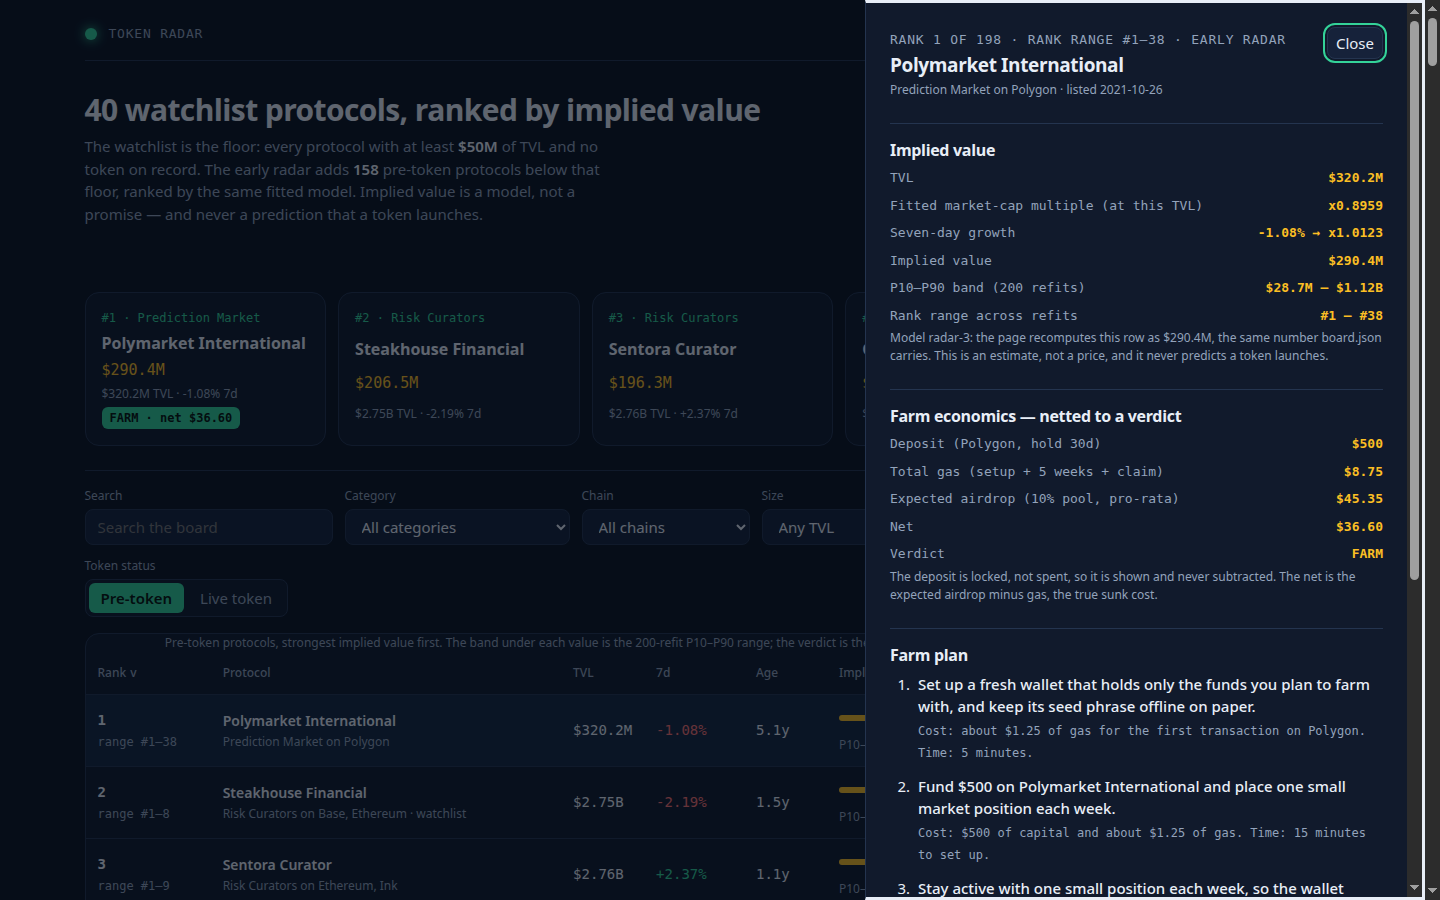 TOKEN RADAR
40 watchlist protocols, ranked by implied value
The watchlist is the floor: every protocol with at least $50M of TVL and no
token on record. The early radar adds 158 pre-token protocols below that
floor, ranked by the same fitted model. Implied value is a model, not a
promise — and never a prediction that a token launches.
#1 · Prediction Market
Polymarket International
$290.4M
$320.2M TVL · -1.08% 7d
FARM · net $36.60
#2 · Risk Curators
Steakhouse Financial
$206.5M
$2.75B TVL · -2.19% 7d
#3 · Risk Curators
Sentora Curator
$196.3M
$2.76B TVL · +2.37% 7d
Search
Category
Chain
Size
Search the board
All categories
All chains
Any TVL
Token status
Pre-token
Live token
Pre-token protocols, strongest implied value first. The band under each value is the 200-refit P10–P90 range; the verdict is the
Rank v
Protocol
TVL
7d
Age
Impl
1
range #1–38
Polymarket International
Prediction Market on Polygon
$320.2M
-1.08%
5.1y
P10–
2
range #1–8
Steakhouse Financial
Risk Curators on Base, Ethereum · watchlist
$2.75B
-2.19%
1.5y
P10–
3
range #1–9
Sentora Curator
Risk Curators on Ethereum, Ink
$2.76B
+2.37%
1.1y
P10–
RANK 1 OF 198 · RANK RANGE #1–38 · EARLY RADAR
Close
Polymarket International
Prediction Market on Polygon · listed 2021-10-26
Implied value
TVL $320.2M
Fitted market-cap multiple (at this TVL) x0.8959
Seven-day growth -1.08% → x1.0123
Implied value $290.4M
P10–P90 band (200 refits) $28.7M – $1.12B
Rank range across refits #1 – #38
Model radar-3: the page recomputes this row as $290.4M, the same number board.json
carries. This is an estimate, not a price, and it never predicts a token launches.
Farm economics — netted to a verdict
Deposit (Polygon, hold 30d) $500
Total gas (setup + 5 weeks + claim) $8.75
Expected airdrop (10% pool, pro-rata) $45.35
Net $36.60
Verdict FARM
The deposit is locked, not spent, so it is shown and never subtracted. The net is the
expected airdrop minus gas, the true sunk cost.
Farm plan
1. Set up a fresh wallet that holds only the funds you plan to farm
with, and keep its seed phrase offline on paper.
Cost: about $1.25 of gas for the first transaction on Polygon.
Time: 5 minutes.
2. Fund $500 on Polymarket International and place one small
market position each week.
Cost: $500 of capital and about $1.25 of gas. Time: 15 minutes
to set up.
3. Stay active with one small position each week, so the wallet